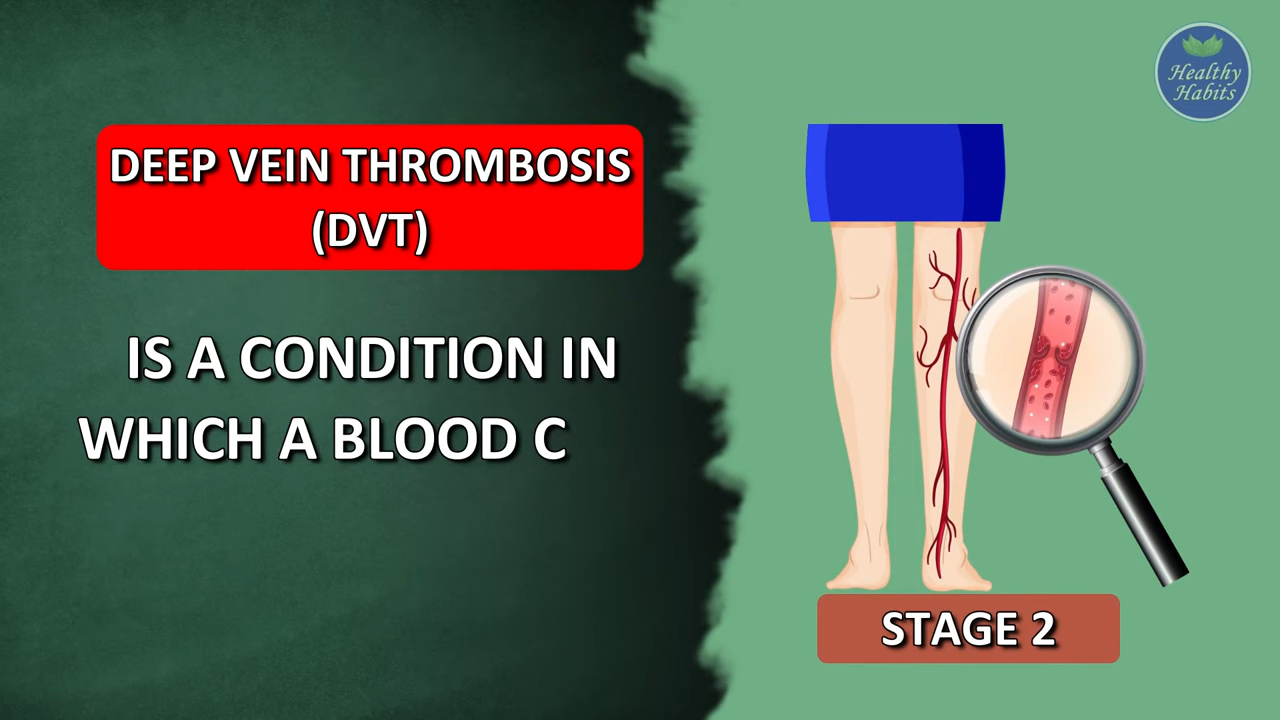 Healthy
Habits
DEEP VEIN THROMBOSIS
(DVT)
IS A CONDITION IN
WHICH A BLOOD C
STAGE 2